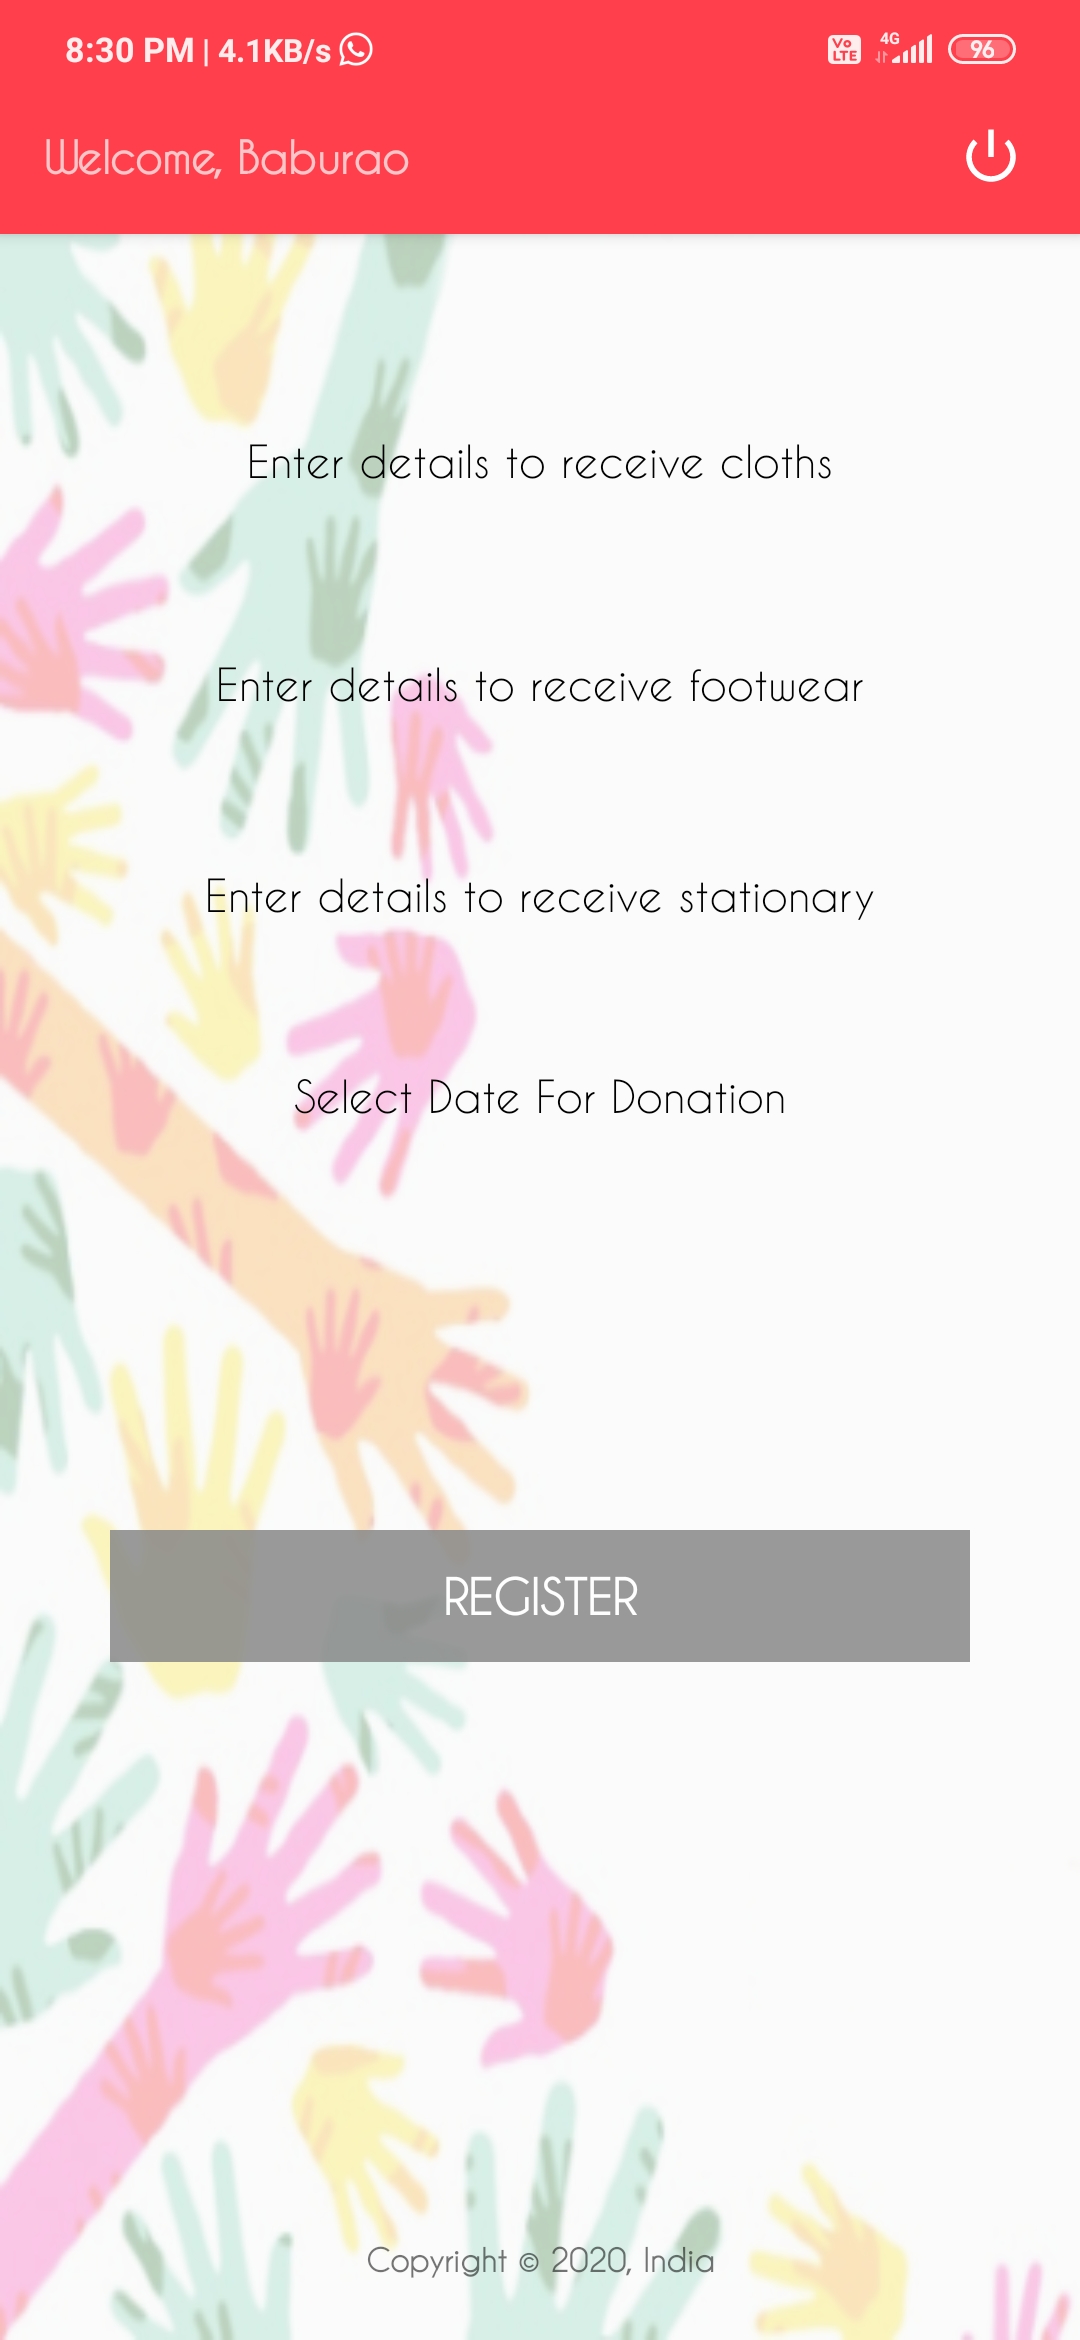 8:30 PM | 4.1KB/s
Vo LTE 4G 96
Welcome, Baburao
Enter details to receive cloths
Enter details to receive footwear
Enter details to receive stationary
Select Date For Donation
REGISTER
Copyright © 2020, India